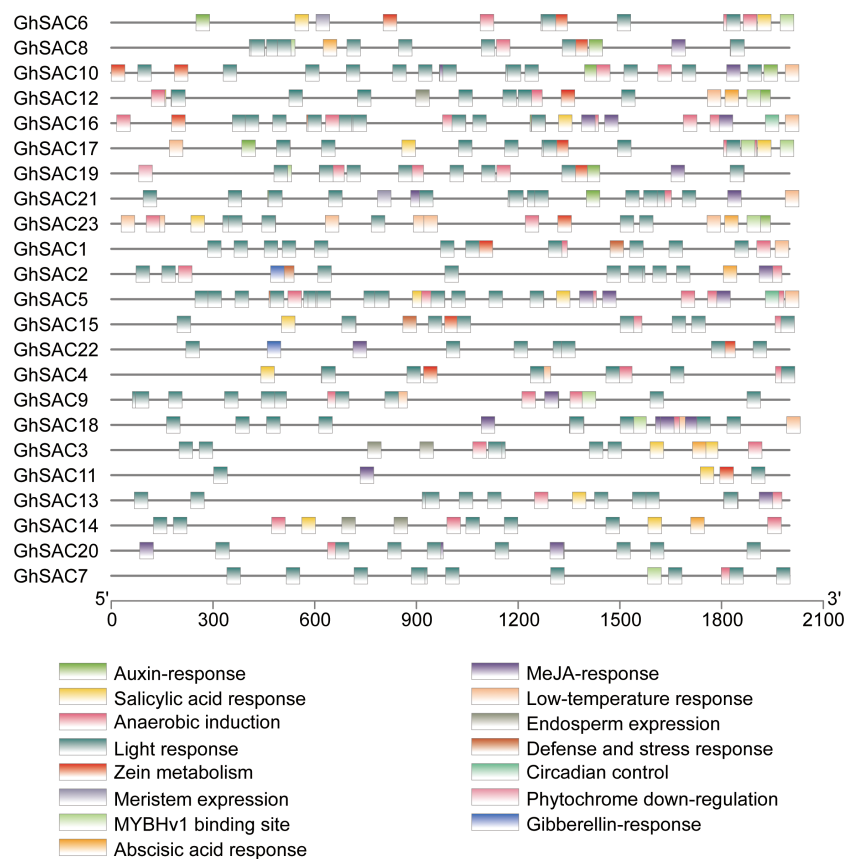 GhSAC6
GhSAC8
GhSAC10
GhSAC12
GhSAC16
GhSAC17
GhSAC19
GhSAC21
GhSAC23
GhSAC1
GhSAC2
GhSAC5
GhSAC15
GhSAC22
GhSAC4
GhSAC9
GhSAC18
GhSAC3
GhSAC11
GhSAC13
GhSAC14
GhSAC20
GhSAC7
5' 3'
0 300 600 900 1200 1500 1800 2100
Auxin-response
Salicylic acid response
Anaerobic induction
Light response
Zein metabolism
Meristem expression
MYBHv1 binding site
Abscisic acid response
MeJA-response
Low-temperature response
Endosperm expression
Defense and stress response
Circadian control
Phytochrome down-regulation
Gibberellin-response